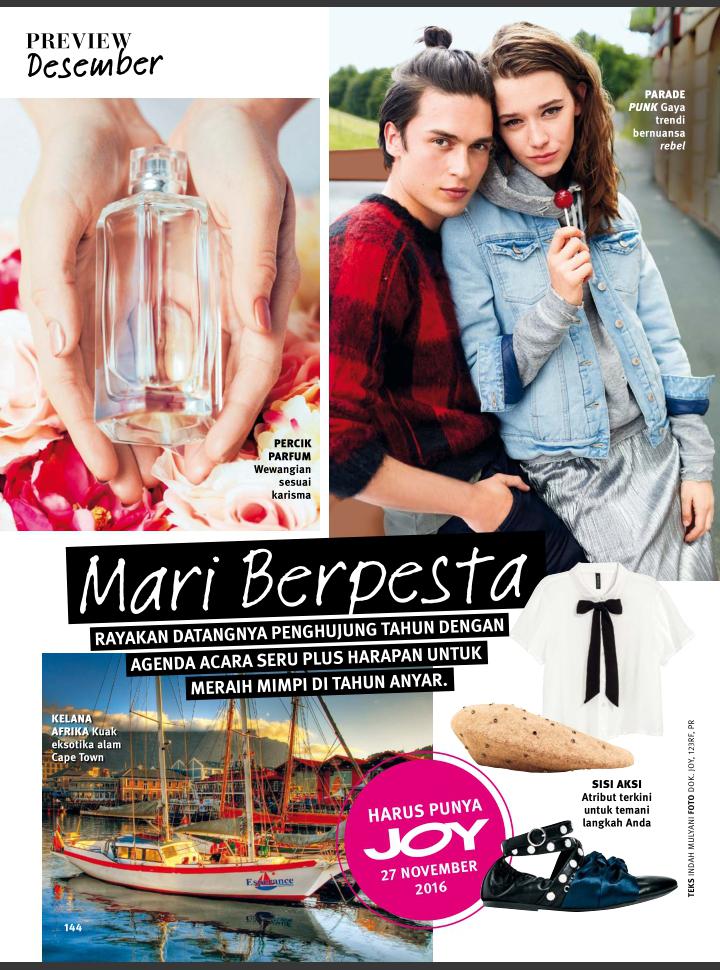 PREVIEW
Desember
PARADE
PUNK Gaya
trendi
bernuansa
rebel
PERCIK
PARFUM
Wewangian
sesuai
karisma
Mari Berpesta
RAYAKAN DATANGNYA PENGHUJUNG TAHUN DENGAN
AGENDA ACARA SERU PLUS HARAPAN UNTUK
MERAIH MIMPI DI TAHUN ANYAR.
KELANA
AFRIKA Kuak
eksotika alam
Cape Town
Esperance
HARUS PUNYA
JOY
27 NOVEMBER
2016
SISI AKSI
Atribut terkini
untuk temani
langkah Anda
TEKS INDAH MULYANI FOTO DOK. JOY, 123RF, PR
144